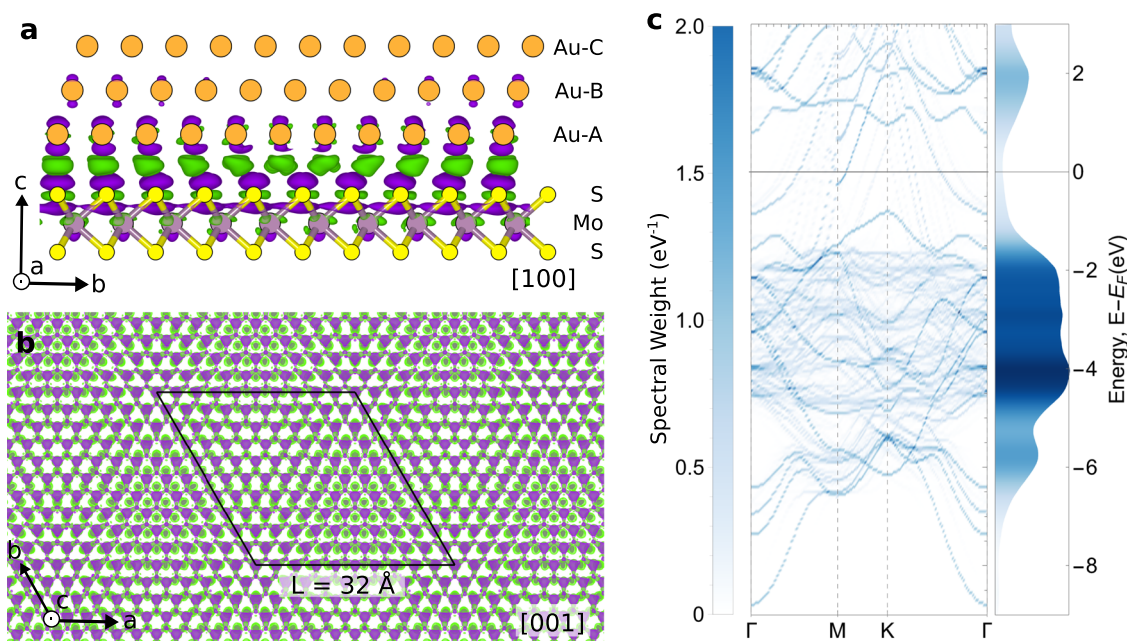 a
Au-C
Au-B
Au-A
S
Mo
S
c
a
b
[100]
b
L = 32 Å
b
c
a
[001]
c
Spectral Weight (eV⁻¹)
2.0
1.5
1.0
0.5
0
Γ
M
K
Γ
2
0
−2
−4
−6
−8
Energy, E−E_F(eV)